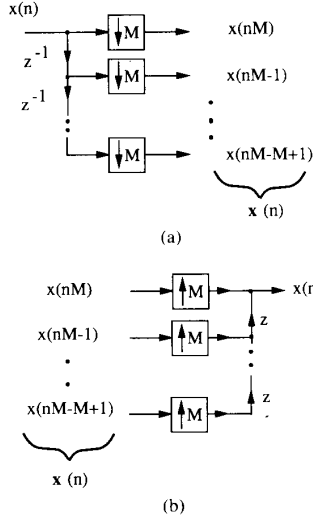 x(n)
↓M
x(nM)
z⁻¹
↓M
x(nM-1)
z⁻¹
↓M
x(nM-M+1)
x (n)
(a)
x(nM)
↑M
x(n
z
x(nM-1)
↑M
z
x(nM-M+1)
↑M
x (n)
(b)